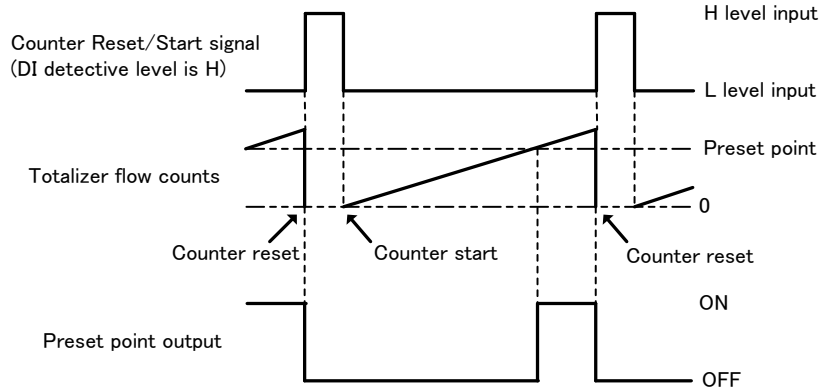 H level input
Counter Reset/Start signal
(DI detective level is H)
L level input
Preset point
Totalizer flow counts
0
Counter reset
Counter start
Counter reset
ON
Preset point output
OFF